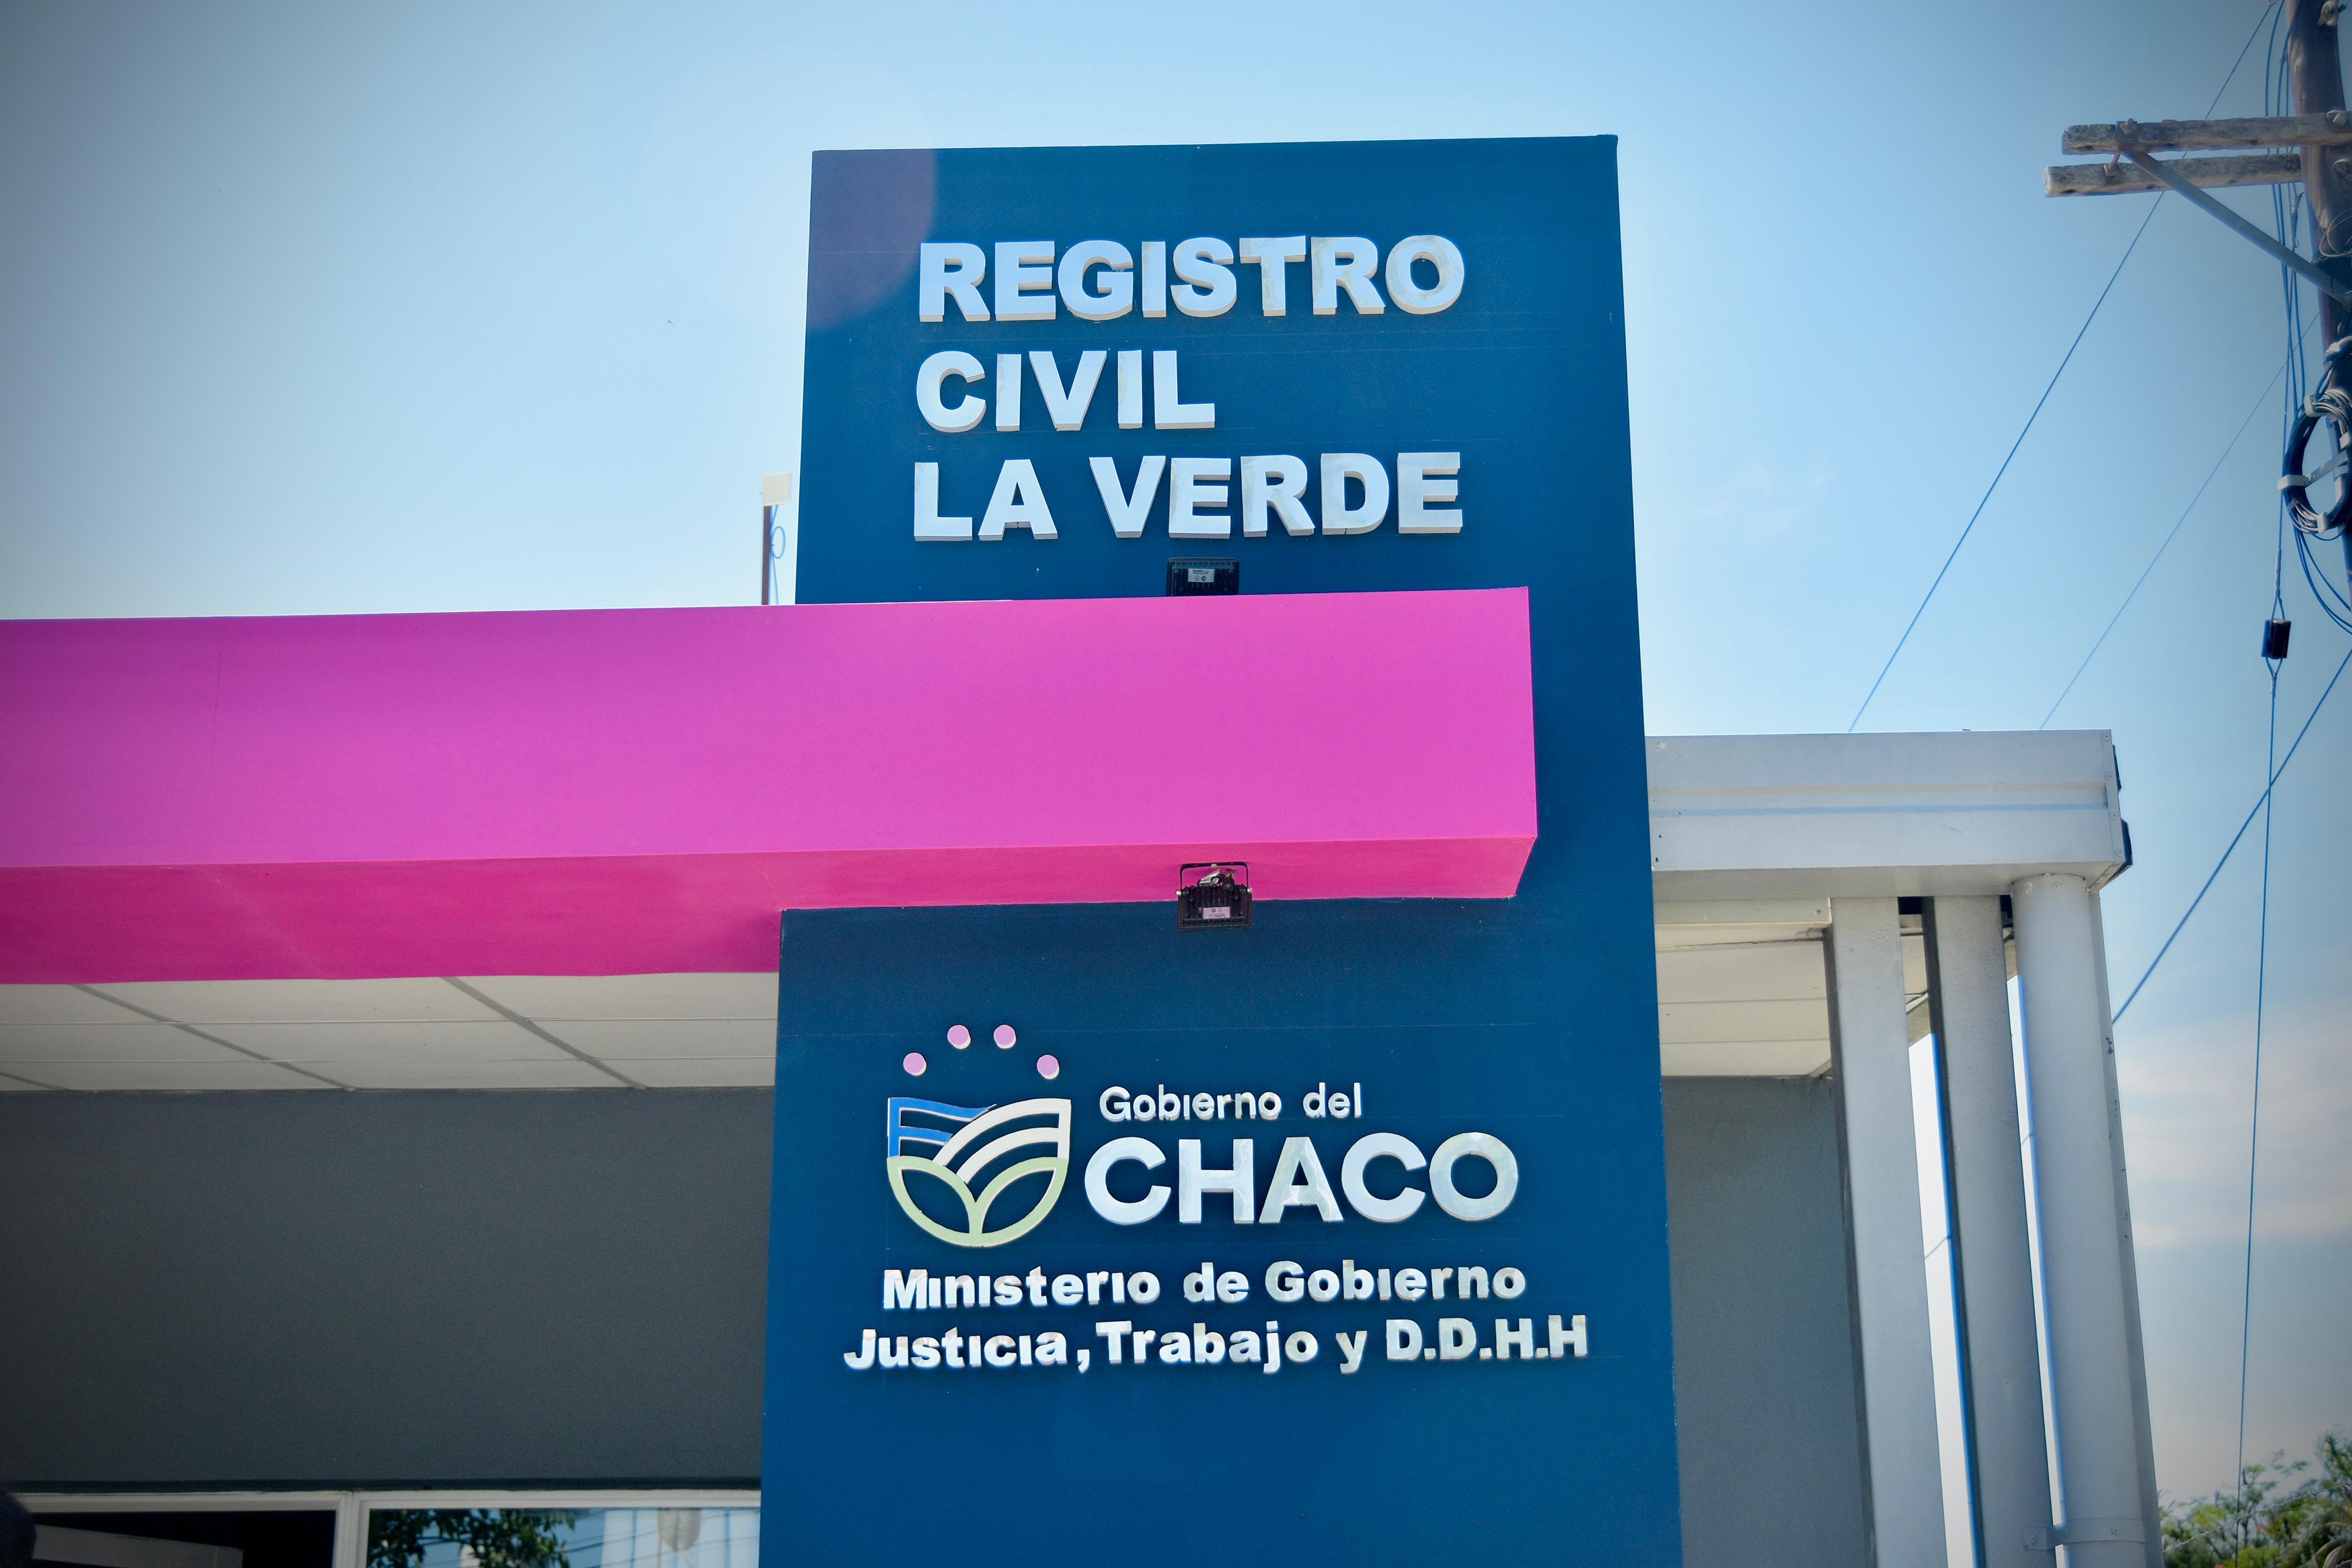 REGISTRO
CIVIL
LA VERDE
Gobierno del
CHACO
Ministerio de Gobierno
Justicia, Trabajo y D.D.H.H